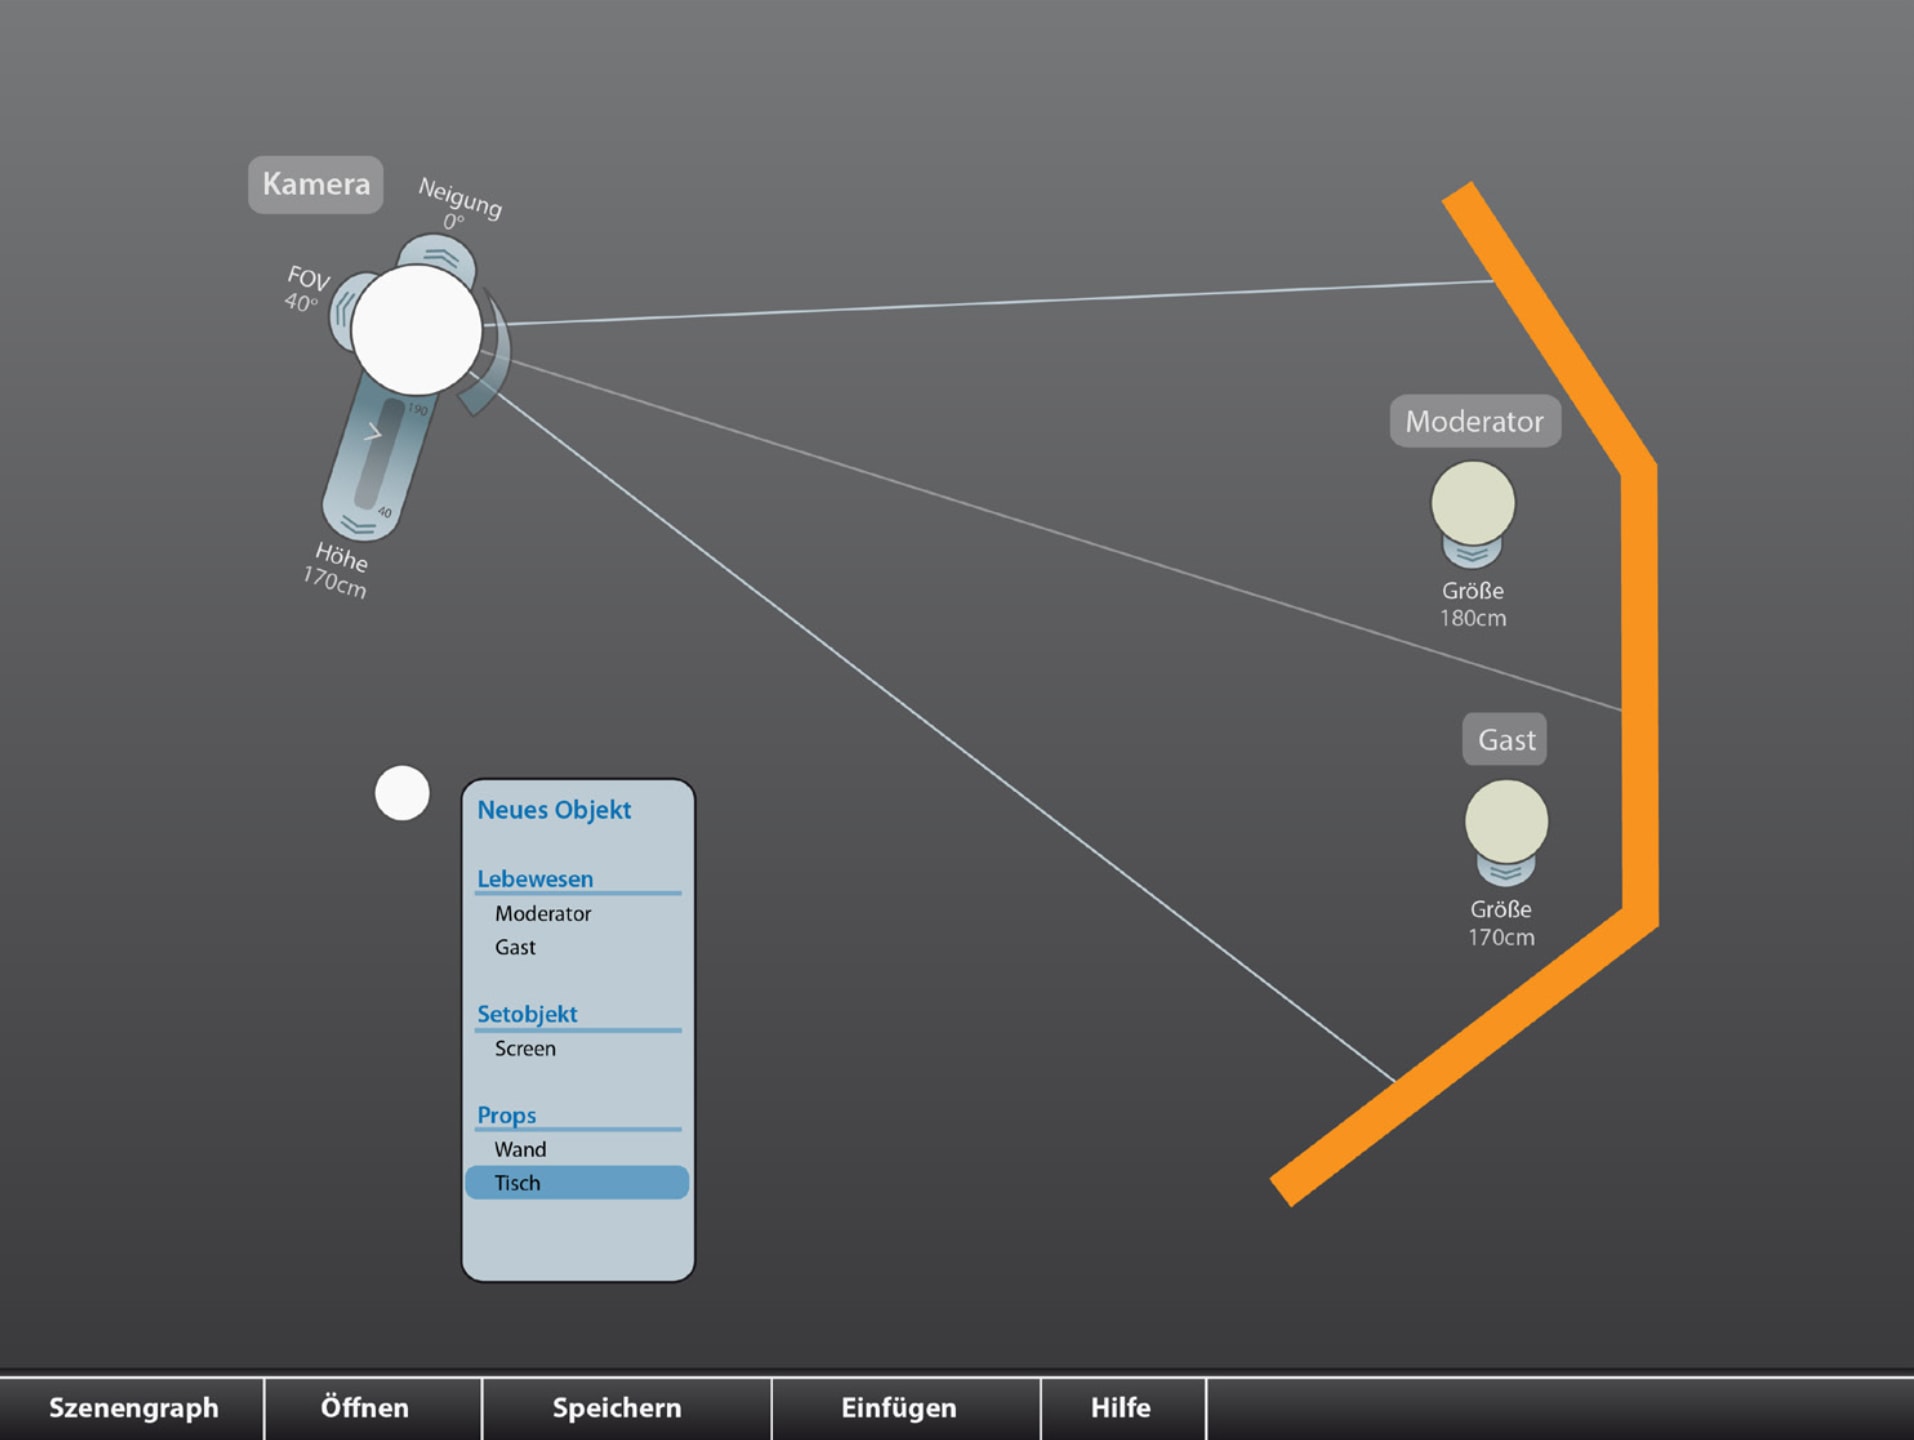 Kamera
Neigung
0°
FOV
40°
190
40
Höhe
170cm
Moderator
Größe
180cm
Gast
Größe
170cm
Neues Objekt
Lebewesen
Moderator
Gast
Setobjekt
Screen
Props
Wand
Tisch
Szenengraph Öffnen Speichern Einfügen Hilfe